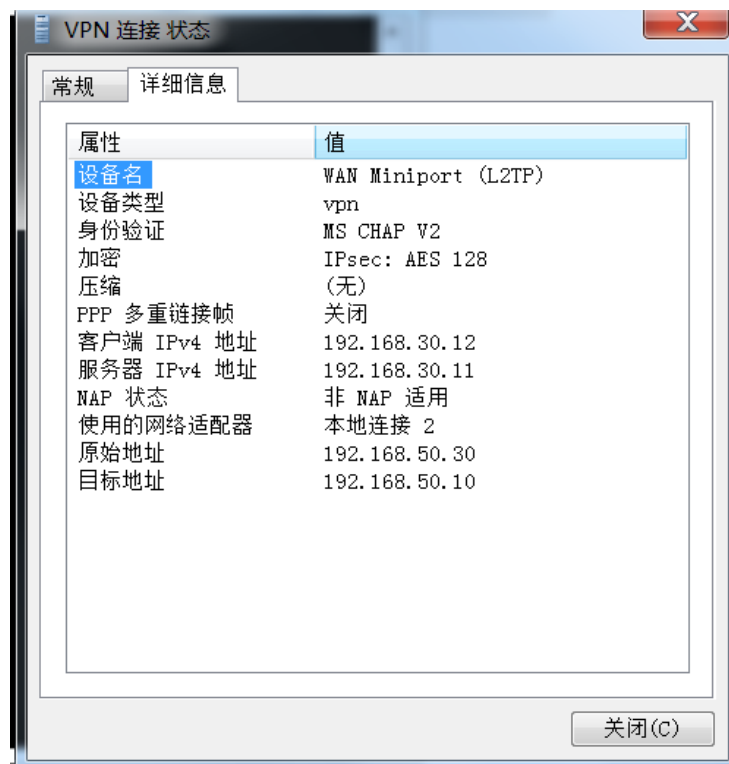 VPN 连接 状态
常规 详细信息
属性 值
设备名 WAN Miniport (L2TP)
设备类型 vpn
身份验证 MS CHAP V2
加密 IPsec: AES 128
压缩 (无)
PPP 多重链接帧 关闭
客户端 IPv4 地址 192.168.30.12
服务器 IPv4 地址 192.168.30.11
NAP 状态 非 NAP 适用
使用的网络适配器 本地连接 2
原始地址 192.168.50.30
目标地址 192.168.50.10
关闭(C)